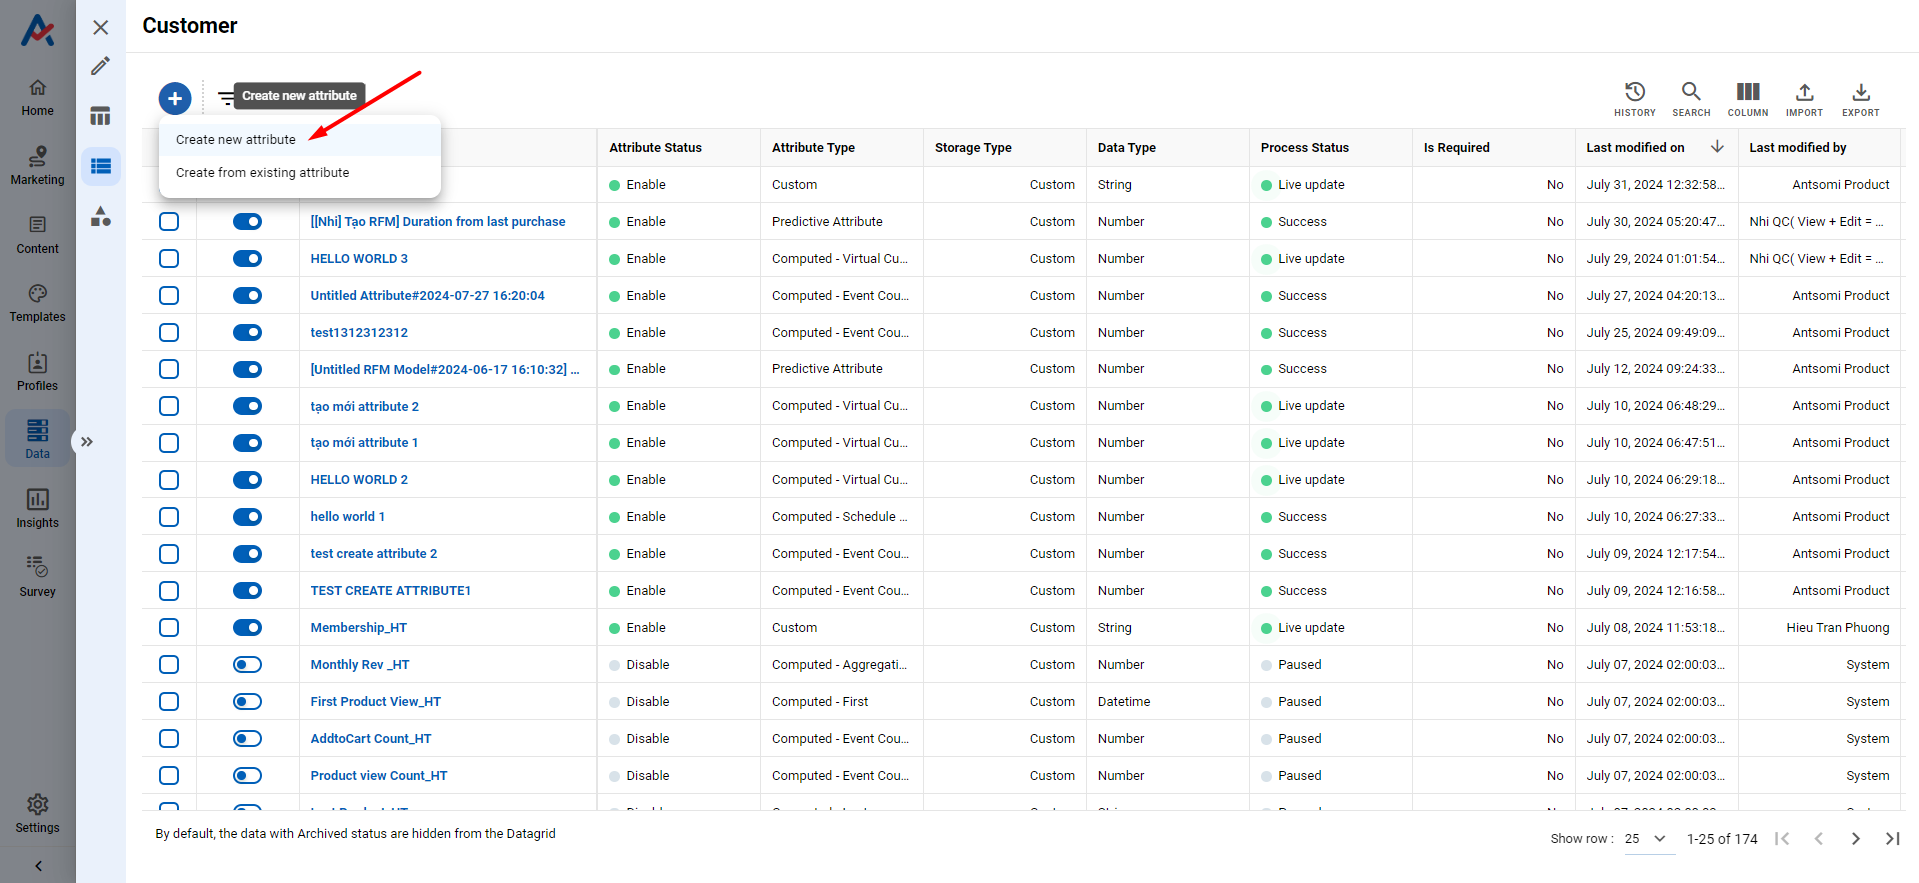 Customer
Home
Marketing
Content
Templates
Profiles
Data
Insights
Survey
Settings
Create new attribute
HISTORY SEARCH COLUMN IMPORT EXPORT
Create new attribute
Create from existing attribute
Attribute Status Attribute Type Storage Type Data Type Process Status Is Required Last modified on Last modified by
Enable Custom Custom String Live update No July 31, 2024 12:32:58... Antsomi Product
[[Nhi] Tạo RFM] Duration from last purchase Enable Predictive Attribute Custom Number Success No July 30, 2024 05:20:47... Nhi QC( View + Edit = ...
HELLO WORLD 3 Enable Computed - Virtual Cu... Custom Number Live update No July 29, 2024 01:01:54... Nhi QC( View + Edit = ...
Untitled Attribute#2024-07-27 16:20:04 Enable Computed - Event Cou... Custom Number Success No July 27, 2024 04:20:13... Antsomi Product
test1312312312 Enable Computed - Event Cou... Custom Number Success No July 25, 2024 09:49:09... Antsomi Product
[Untitled RFM Model#2024-06-17 16:10:32] ... Enable Predictive Attribute Custom Number Success No July 12, 2024 09:24:33... Antsomi Product
tạo mới attribute 2 Enable Computed - Virtual Cu... Custom Number Live update No July 10, 2024 06:48:29... Antsomi Product
tạo mới attribute 1 Enable Computed - Virtual Cu... Custom Number Live update No July 10, 2024 06:47:51... Antsomi Product
HELLO WORLD 2 Enable Computed - Virtual Cu... Custom Number Live update No July 10, 2024 06:29:18... Antsomi Product
hello world 1 Enable Computed - Schedule ... Custom Number Success No July 10, 2024 06:27:33... Antsomi Product
test create attribute 2 Enable Computed - Event Cou... Custom Number Success No July 09, 2024 12:17:54... Antsomi Product
TEST CREATE ATTRIBUTE1 Enable Computed - Event Cou... Custom Number Success No July 09, 2024 12:16:58... Antsomi Product
Membership_HT Enable Custom Custom String Live update No July 08, 2024 11:53:18... Hieu Tran Phuong
Monthly Rev _HT Disable Computed - Aggregati... Custom Number Paused No July 07, 2024 02:00:03... System
First Product View_HT Disable Computed - First Custom Datetime Paused No July 07, 2024 02:00:03... System
AddtoCart Count_HT Disable Computed - Event Cou... Custom Number Paused No July 07, 2024 02:00:03... System
Product view Count_HT Disable Computed - Event Cou... Custom Number Paused No July 07, 2024 02:00:03... System
By default, the data with Archived status are hidden from the Datagrid
Show row : 25 1-25 of 174